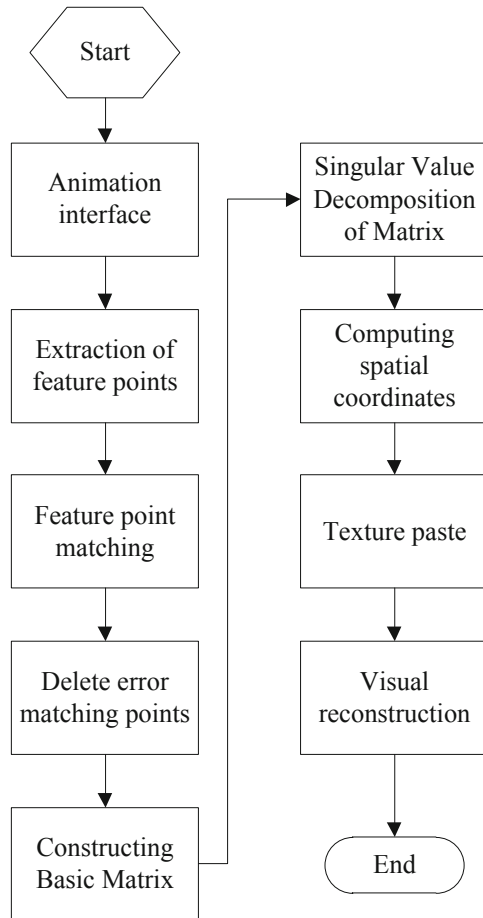 Start
Animation
interface
Extraction of
feature points
Feature point
matching
Delete error
matching points
Constructing
Basic Matrix
Singular Value
Decomposition
of Matrix
Computing
spatial
coordinates
Texture paste
Visual
reconstruction
End